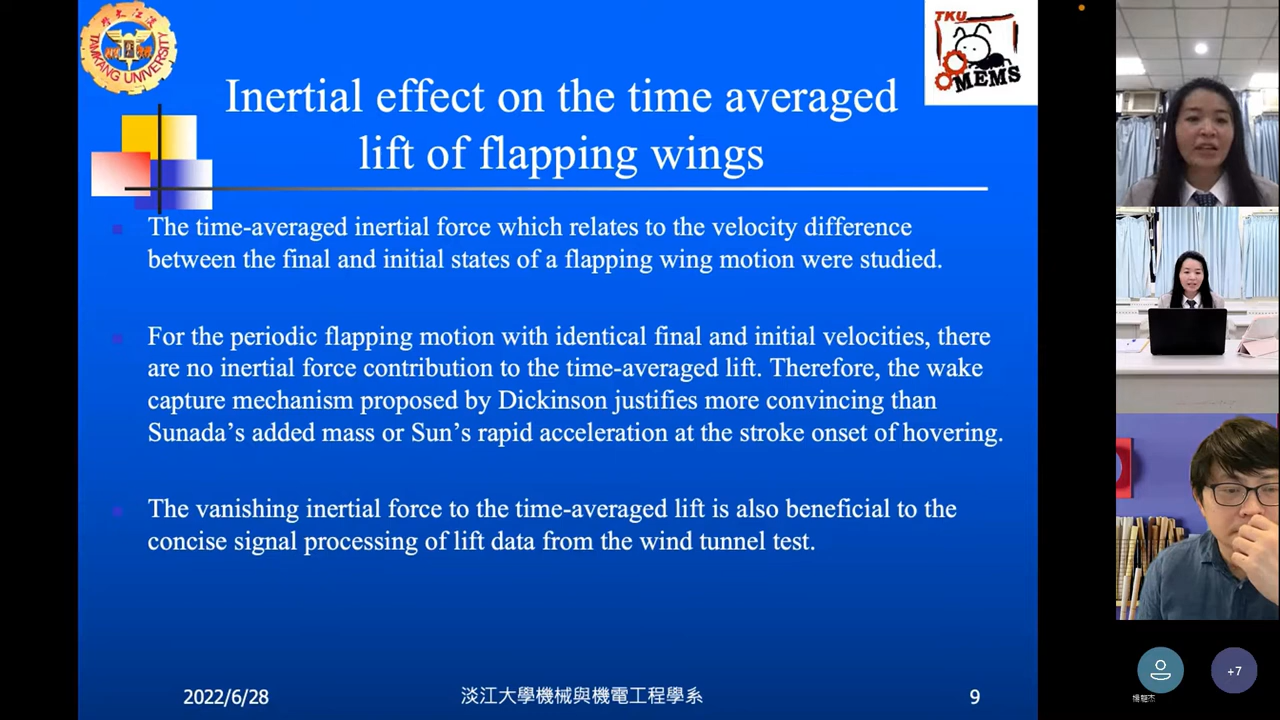 TAMKANG UNIVERSITY
TKU
MEMS
Inertial effect on the time averaged
lift of flapping wings
The time-averaged inertial force which relates to the velocity difference
between the final and initial states of a flapping wing motion were studied.
For the periodic flapping motion with identical final and initial velocities, there
are no inertial force contribution to the time-averaged lift. Therefore, the wake
capture mechanism proposed by Dickinson justifies more convincing than
Sunada’s added mass or Sun’s rapid acceleration at the stroke onset of hovering.
The vanishing inertial force to the time-averaged lift is also beneficial to the
concise signal processing of lift data from the wind tunnel test.
2022/6/28
淡江大學機械與機電工程學系
9
+7